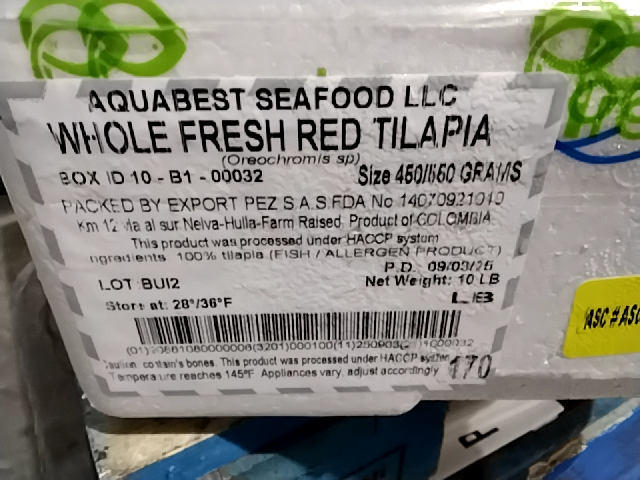 AQUABEST SEAFOOD LLC
WHOLE FRESH RED TILAPIA
(Oreochromis sp)
BOX ID 10 - B1 - 00032 Size 450/550 GRAMS
PACKED BY EXPORT PEZ S.A.S. FDA No 14070921010
Km 12 via al sur Neiva-Huila-Farm Raised, Product of COLOMBIA
This product was processed under HACCP system
ngredients 100% tilapia (FISH / ALLERGEN PRODUCT)
P.D. 09/03/25
LOT BUI2 Net Weight: 10 LB
Store at: 28°/36°F LB
Caution contain's bones. This product was processed under HACCP system
Temperature reaches 145°F. Appliances vary, adjust accordingly 170
ASC #